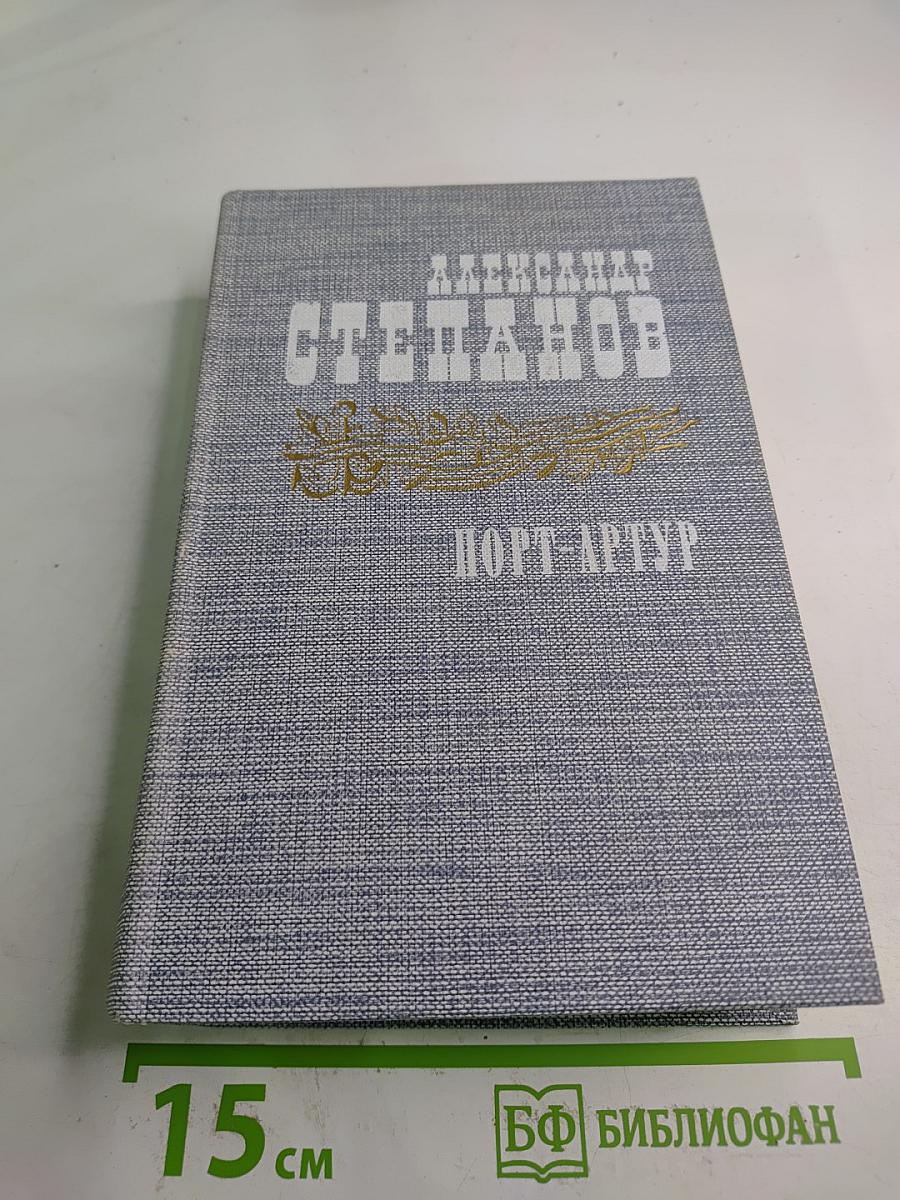 АЛЕКСАНДР
СТЕПАНОВ
ПОРТ-АРТУР
15 см
БФ БИБЛИОФАН